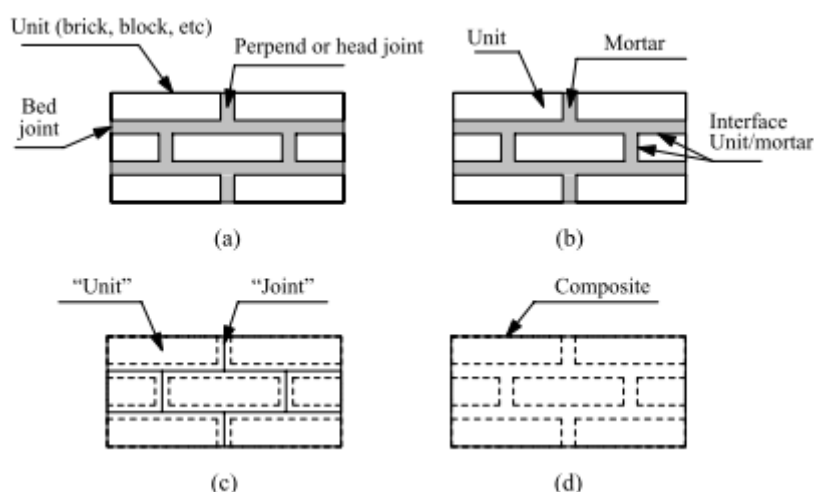 Unit (brick, block, etc)
Perpend or head joint
Bed
joint
(a)
Unit
Mortar
Interface
Unit/mortar
(b)
“Unit”
“Joint”
(c)
Composite
(d)